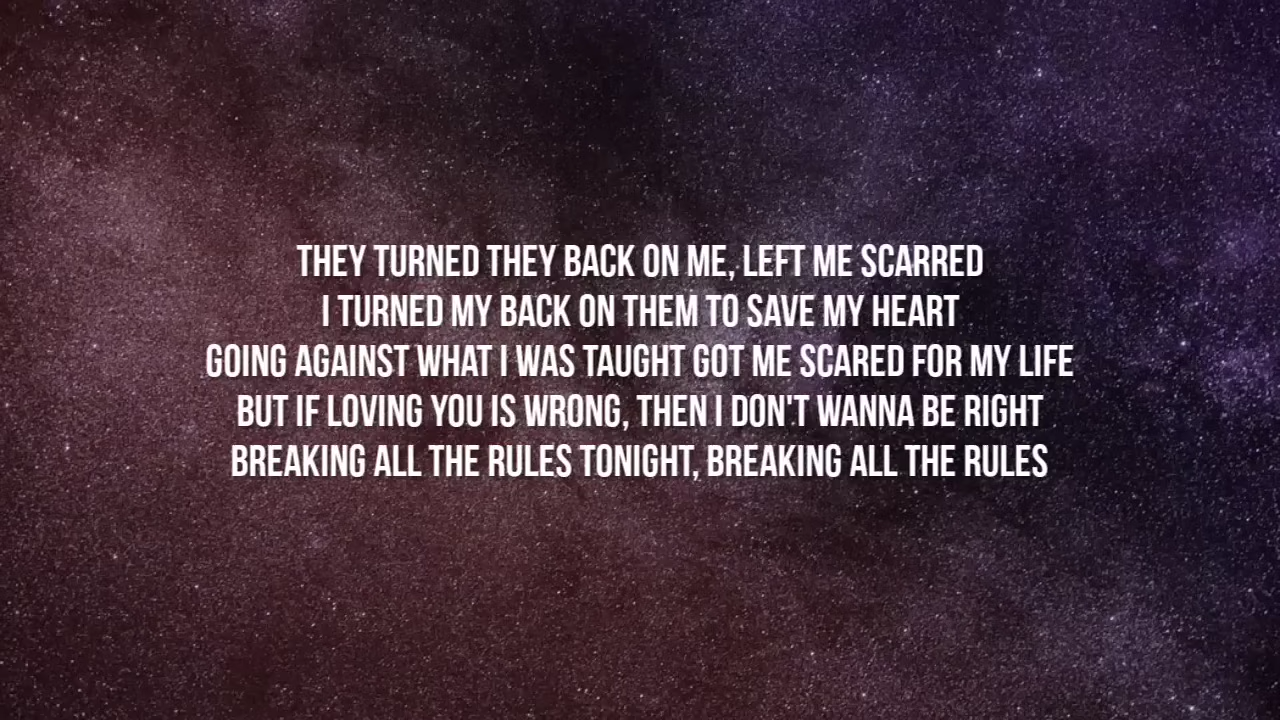 THEY TURNED THEY BACK ON ME, LEFT ME SCARRED
I TURNED MY BACK ON THEM TO SAVE MY HEART
GOING AGAINST WHAT I WAS TAUGHT GOT ME SCARED FOR MY LIFE
BUT IF LOVING YOU IS WRONG, THEN I DON'T WANNA BE RIGHT
BREAKING ALL THE RULES TONIGHT, BREAKING ALL THE RULES